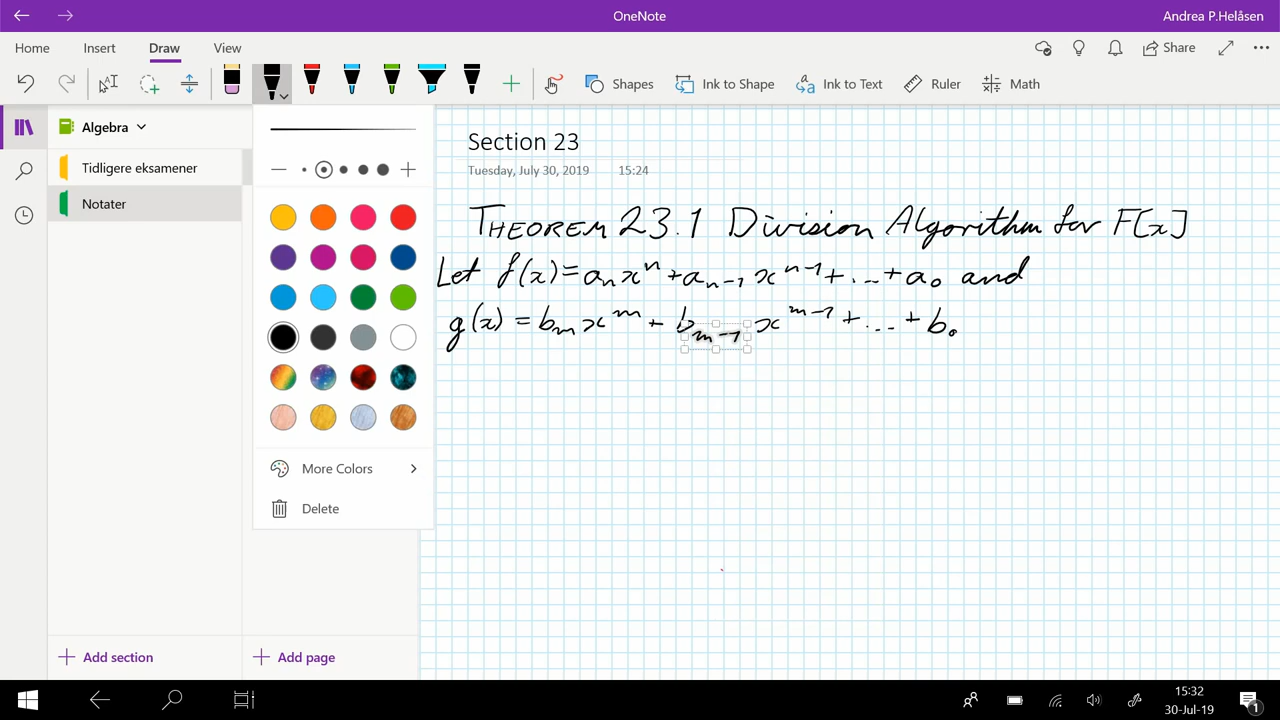 OneNote
Andrea P.Helåsen
Home Insert Draw View
Share
Shapes Ink to Shape Ink to Text Ruler Math
Algebra
Tidligere eksamener
Notater
More Colors
Delete
Add section
Add page
Section 23
Tuesday, July 30, 2019 15:24
THEOREM 23.1 Division Algorithm for F[x]
Let f(x)=aₙxⁿ+aₙ₋₁xⁿ⁻¹+...+a₀ and
g(x)=bₘxᵐ+bₘ₋₁xᵐ⁻¹+...+b₀
15:32
30-Jul-19
1